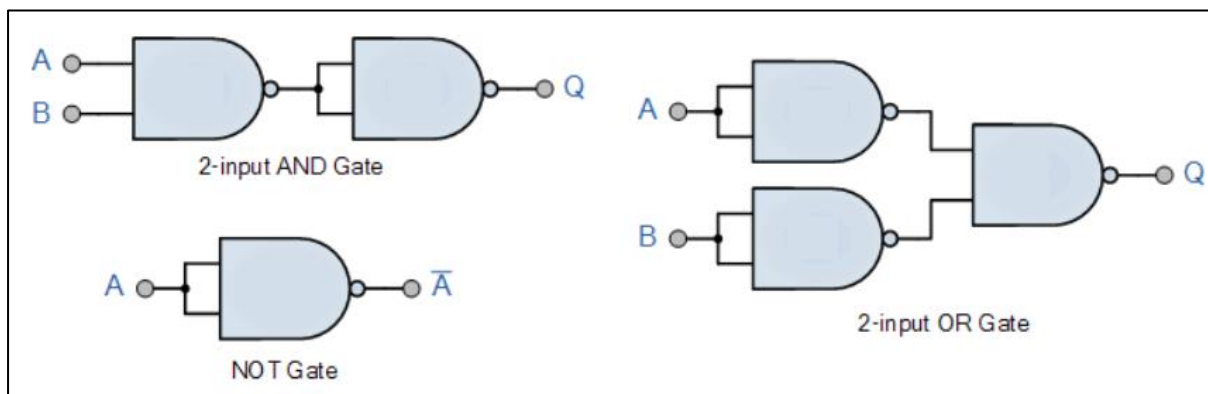 A
B
Q
2-input AND Gate
A
A̅
NOT Gate
A
B
Q
2-input OR Gate